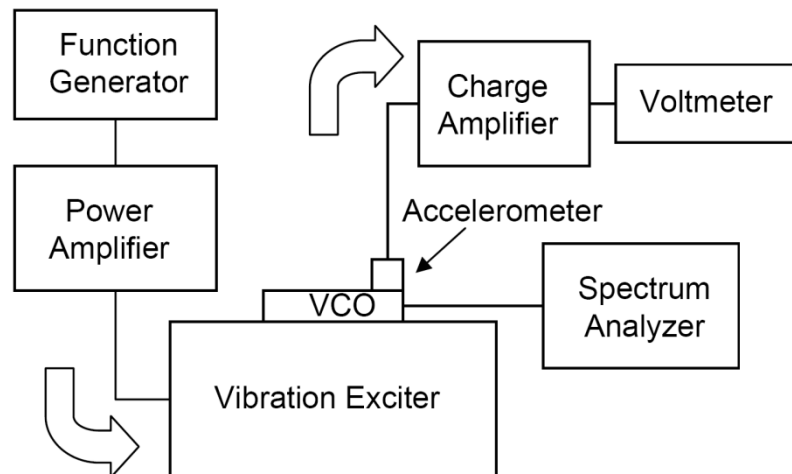 Function
Generator
Power
Amplifier
Charge
Amplifier
Voltmeter
Accelerometer
VCO
Spectrum
Analyzer
Vibration Exciter